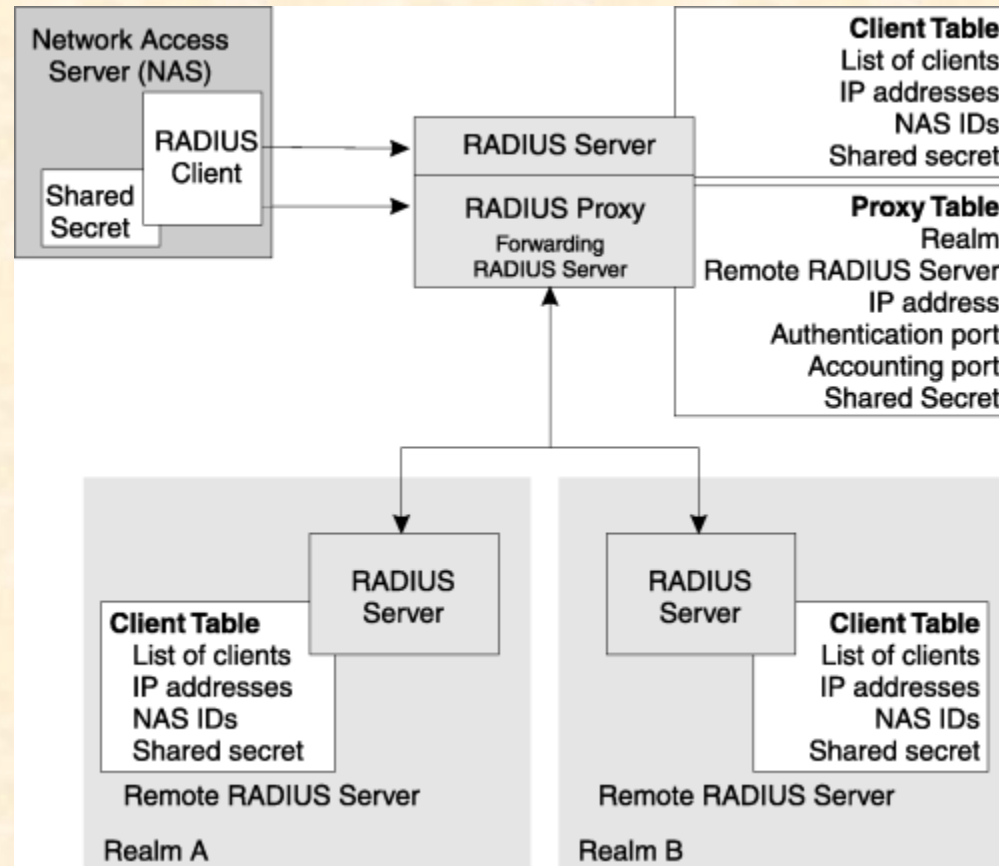 Network Access
Server (NAS)
RADIUS
Client
Shared
Secret
RADIUS Server
RADIUS Proxy
Forwarding
RADIUS Server
Client Table
List of clients
IP addresses
NAS IDs
Shared secret
Proxy Table
Realm
Remote RADIUS Server
IP address
Authentication port
Accounting port
Shared Secret
RADIUS
Server
Client Table
List of clients
IP addresses
NAS IDs
Shared secret
Remote RADIUS Server
Realm A
RADIUS
Server
Client Table
List of clients
IP addresses
NAS IDs
Shared secret
Remote RADIUS Server
Realm B